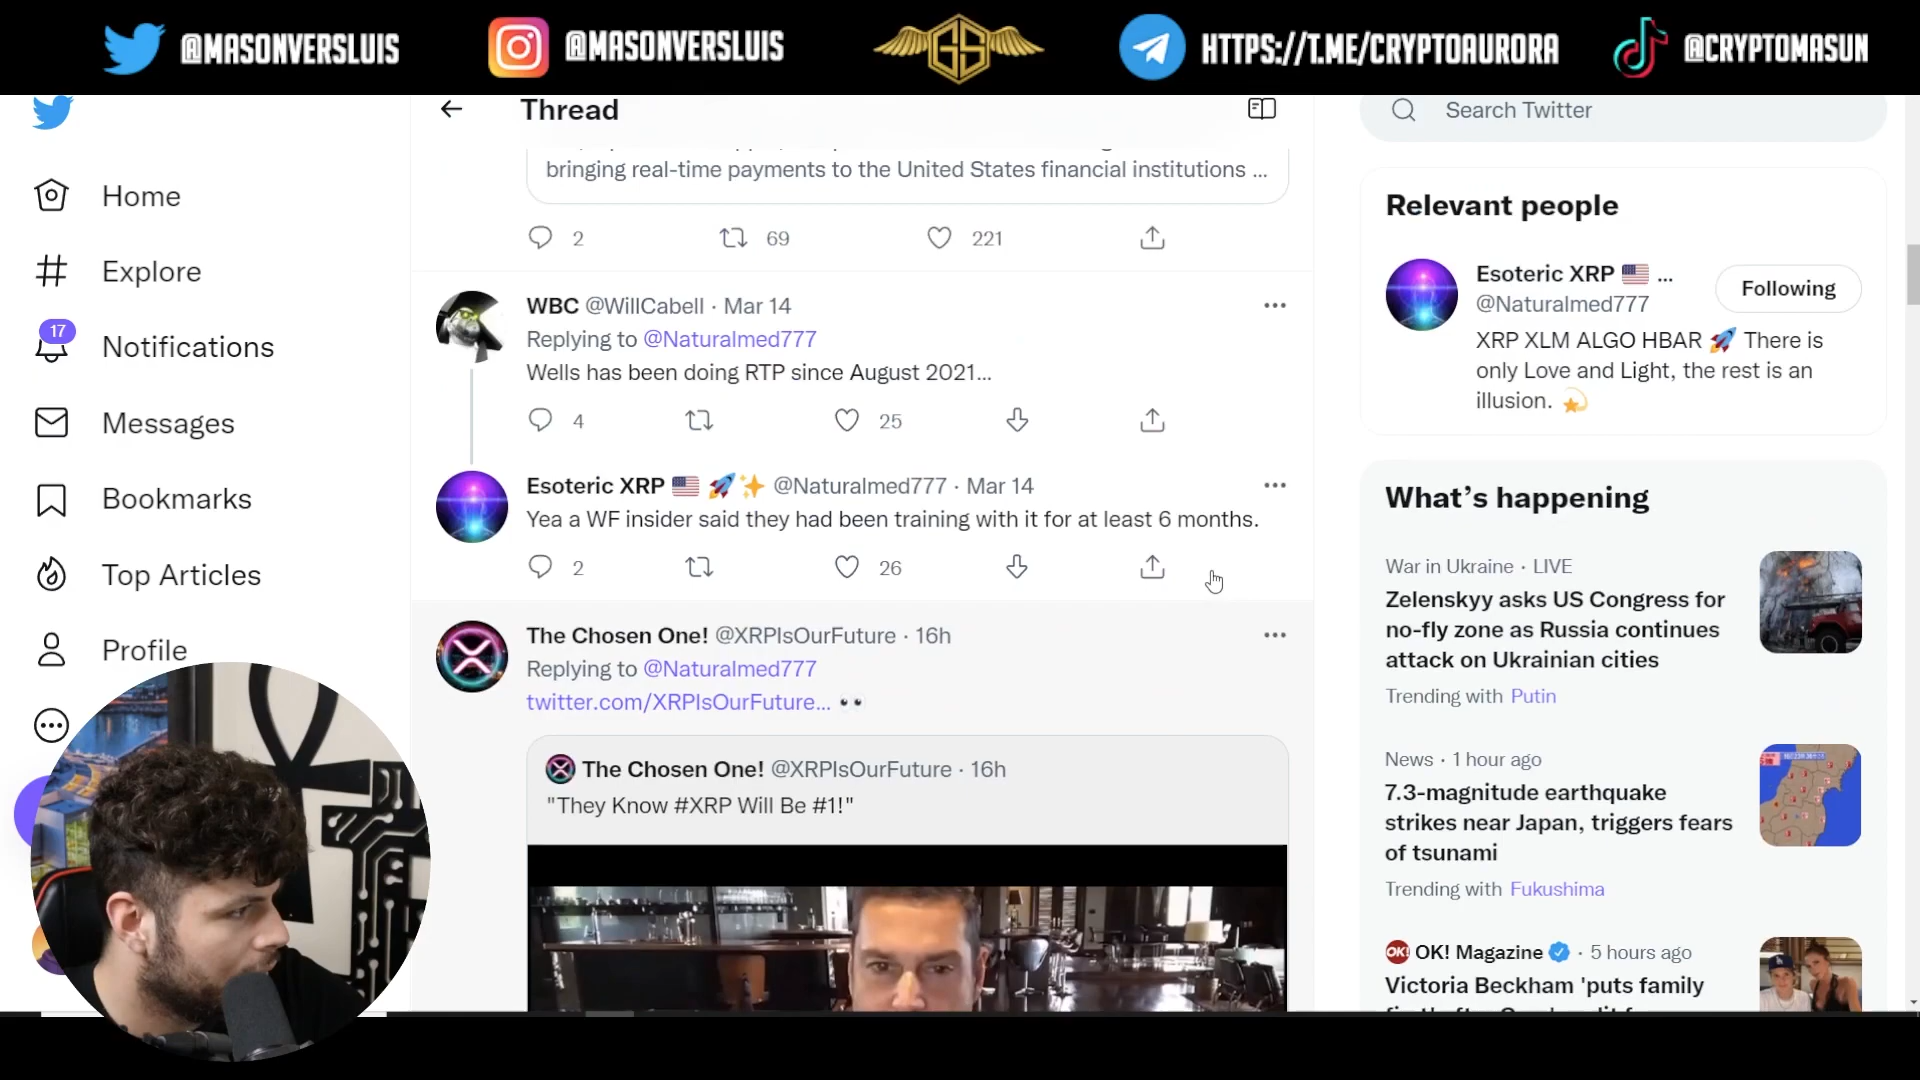 @MASONVERSLUIS
@MASONVERSLUIS
GS
HTTPS://T.ME/CRYPTOAURORA
@CRYPTOMASUN
Thread
Search Twitter
Home
Explore
17
Notifications
Messages
Bookmarks
Top Articles
Profile
bringing real-time payments to the United States financial institutions ...
2 69 221
WBC @WillCabell · Mar 14
Replying to @Naturalmed777
Wells has been doing RTP since August 2021...
4 25
Esoteric XRP 🇺🇸 🚀✨ @Naturalmed777 · Mar 14
Yea a WF insider said they had been training with it for at least 6 months.
2 26
The Chosen One! @XRPIsOurFuture · 16h
Replying to @Naturalmed777
twitter.com/XRPIsOurFuture... 👀
The Chosen One! @XRPIsOurFuture · 16h
"They Know #XRP Will Be #1!"
Relevant people
Esoteric XRP 🇺🇸 ...
@Naturalmed777
Following
XRP XLM ALGO HBAR 🚀 There is
only Love and Light, the rest is an
illusion. 💫
What's happening
War in Ukraine · LIVE
Zelenskyy asks US Congress for
no-fly zone as Russia continues
attack on Ukrainian cities
Trending with Putin
News · 1 hour ago
7.3-magnitude earthquake
strikes near Japan, triggers fears
of tsunami
Trending with Fukushima
OK! OK! Magazine · 5 hours ago
Victoria Beckham 'puts family